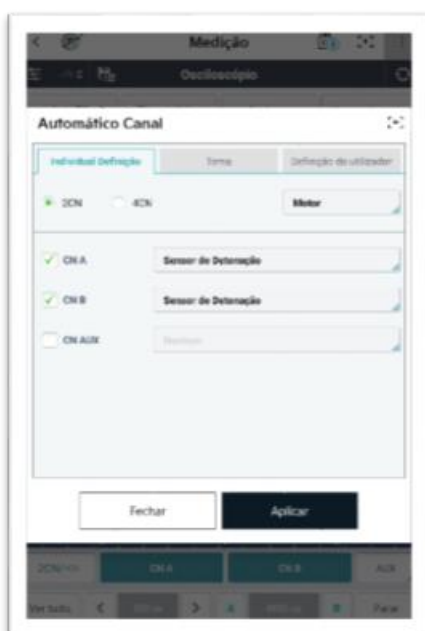 Medição
Osciloscópio
Automático Canal
Individual Definição Tema Definição de utilizador
2CN 4CN Motor
CN A Sensor de Detonação
CN B Sensor de Detonação
CN AUX
Fechar Aplicar
CN A CN B AUX
Ver tudo A B Parar